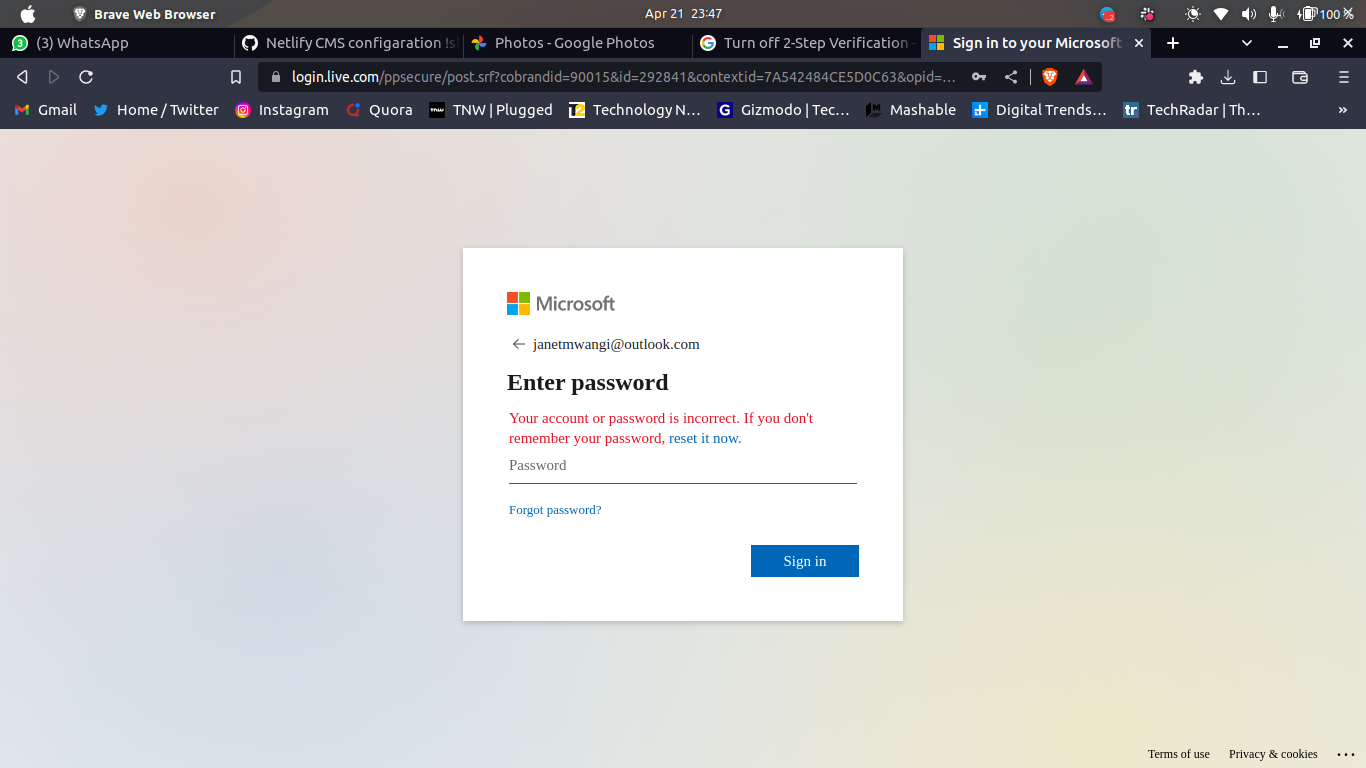 Brave Web Browser
Apr 21 23:47
100 %
(3) WhatsApp
Netlify CMS configaration !s
Photos - Google Photos
Turn off 2-Step Verification -
Sign in to your Microsoft
login.live.com/ppsecure/post.srf?cobrandid=90015&id=292841&contextid=7A542484CE5D0C63&opid=...
Gmail
Home / Twitter
Instagram
Quora
TNW | Plugged
Technology N...
Gizmodo | Tec...
Mashable
Digital Trends...
TechRadar | Th...
»
Microsoft
janetmwangi@outlook.com
Enter password
Your account or password is incorrect. If you don't
remember your password, reset it now.
Password
Forgot password?
Sign in
Terms of use
Privacy & cookies
...